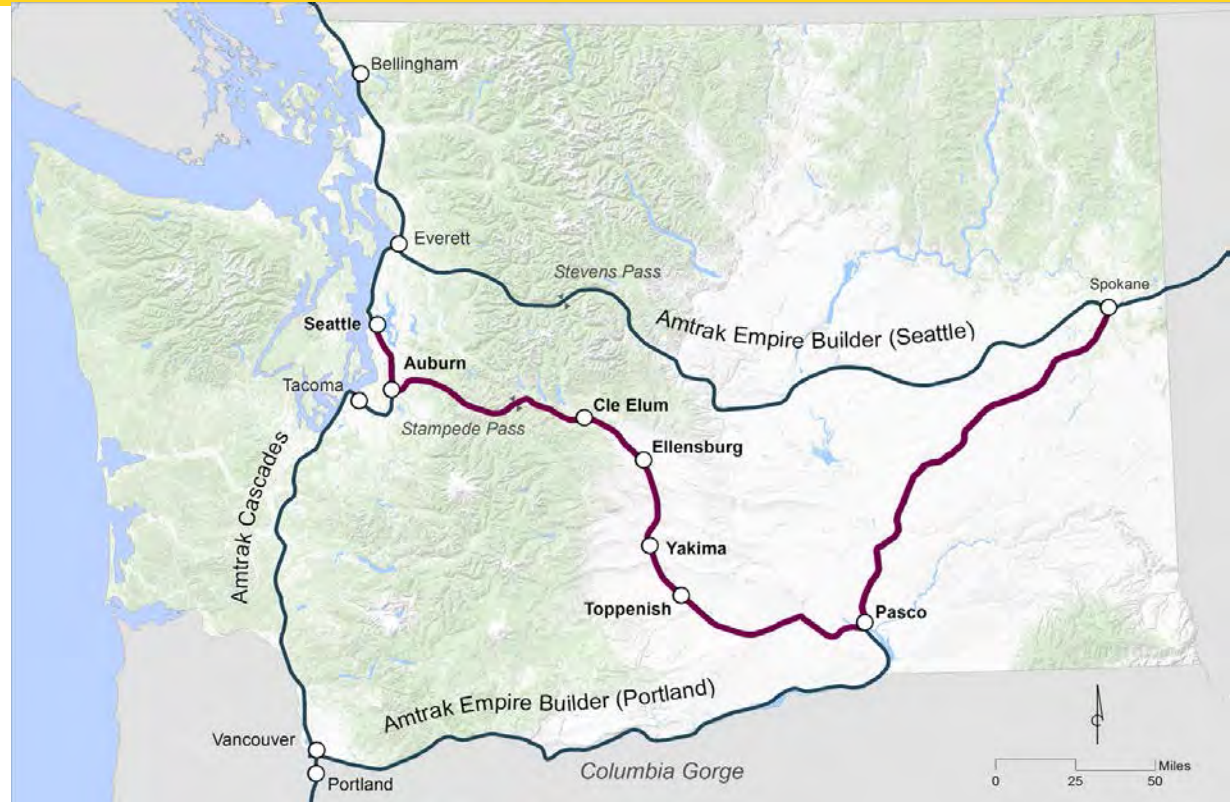 Bellingham
Everett
Stevens Pass
Spokane
Seattle
Amtrak Empire Builder (Seattle)
Auburn
Tacoma
Cle Elum
Stampede Pass
Ellensburg
Amtrak Cascades
Yakima
Toppenish
Pasco
Amtrak Empire Builder (Portland)
Vancouver
Columbia Gorge
Portland
Miles
0 25 50